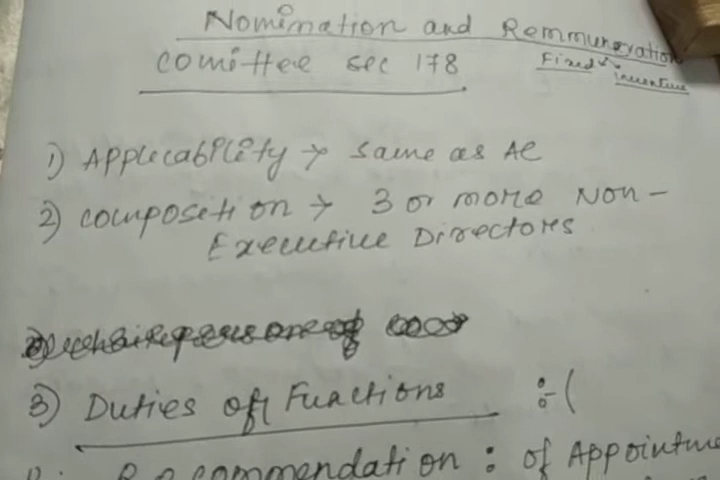 Nomination and Remmuneration
Comittee sec 178
Fixed
incentive
1) Applicability → same as AC
2) Composition → 3 or more Non-
Executive Directors
3) Duties of Functions :-(
Recommendation : of Appointme